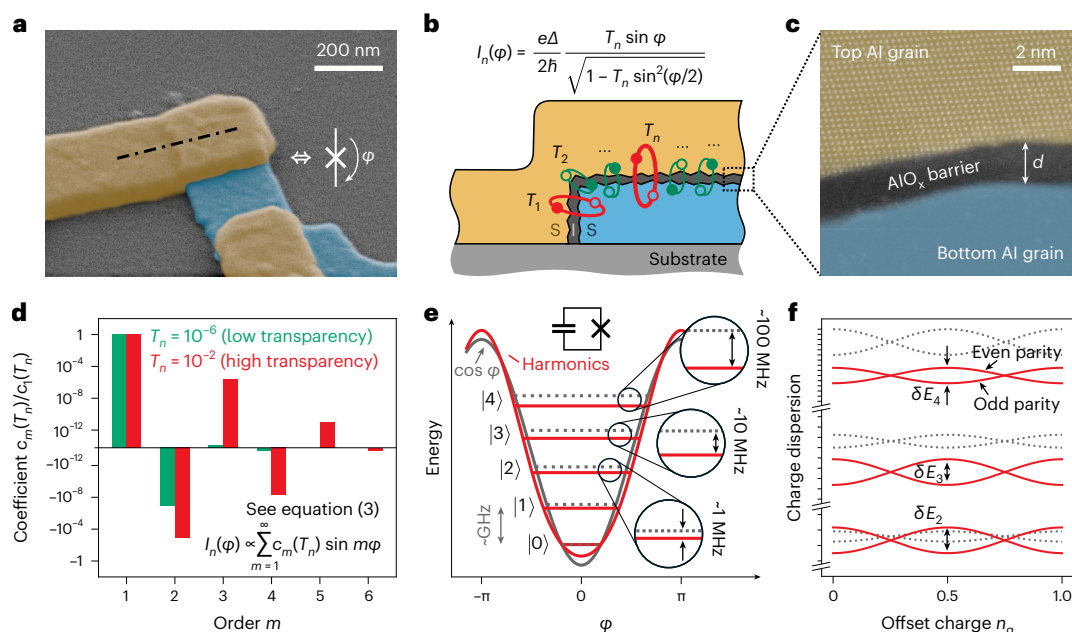 a
200 nm
⇔
φ
b
I_n(φ) = eΔ/2ħ T_n sin φ/√(1 − T_n sin²(φ/2))
T_1
T_2
...
T_n
...
S
I
S
Substrate
c
Top Al grain
2 nm
AlO_x barrier
d
Bottom Al grain
d
Coefficient c_m(T_n)/c_1(T_n)
1
10⁻⁴
10⁻⁸
10⁻¹²
−10⁻¹²
−10⁻⁸
−10⁻⁴
−1
T_n = 10⁻⁶ (low transparency)
T_n = 10⁻² (high transparency)
See equation (3)
I_n(φ) ∝ ∑_{m = 1}^{∞} c_m(T_n) sin mφ
1 2 3 4 5 6
Order m
e
Energy
cos φ
Harmonics
|4⟩
|3⟩
|2⟩
|1⟩
|0⟩
~GHz
~100 MHz
~10 MHz
~1 MHz
−π 0 π
φ
f
Charge dispersion
Even parity
Odd parity
δE_4
δE_3
δE_2
0 0.5 1.0
Offset charge n_g